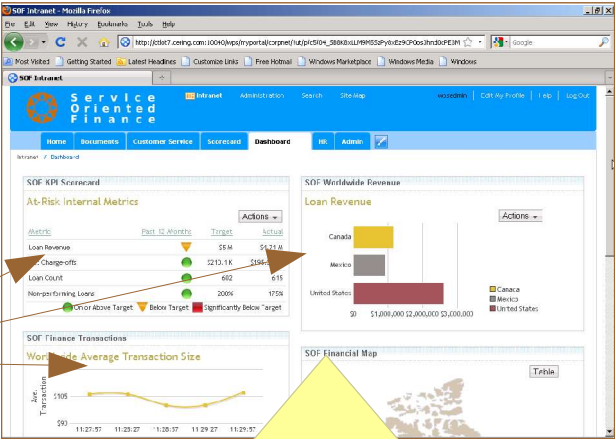 SOF Intranet - Mozilla Firefox
File Edit View History Bookmarks Tools Help
Google
Most Visited Getting Started Latest Headlines Customize Links Free Hotmail Windows Marketplace Windows Media Windows
SOF Intranet
Service Oriented Finance
Intranet Administration Search Site Map wpsadmin Edit My Profile Help Log Out
Home Documents Customer Service Scorecard Dashboard HR Admin
Intranet / Dashboard
SOF KPI Scorecard
At-Risk Internal Metrics
Actions
Metric Past 12 Months Target Actual
Loan Revenue $5 M $1.71 M
Charge-offs $213.1K
Loan Count 602 615
Non-performing Loans 200% 175%
On or Above Target Below Target Significantly Below Target
SOF Worldwide Revenue
Loan Revenue
Actions
Canada
Mexico
United States
$0 $1,000,000 $2,000,000 $3,000,000
Canada
Mexico
United States
SOF Finance Transactions
Worldwide Average Transaction Size
Ave. Transaction
$105
$93
11:27:57 11:28:57 11:29:57
SOF Financial Map
Table